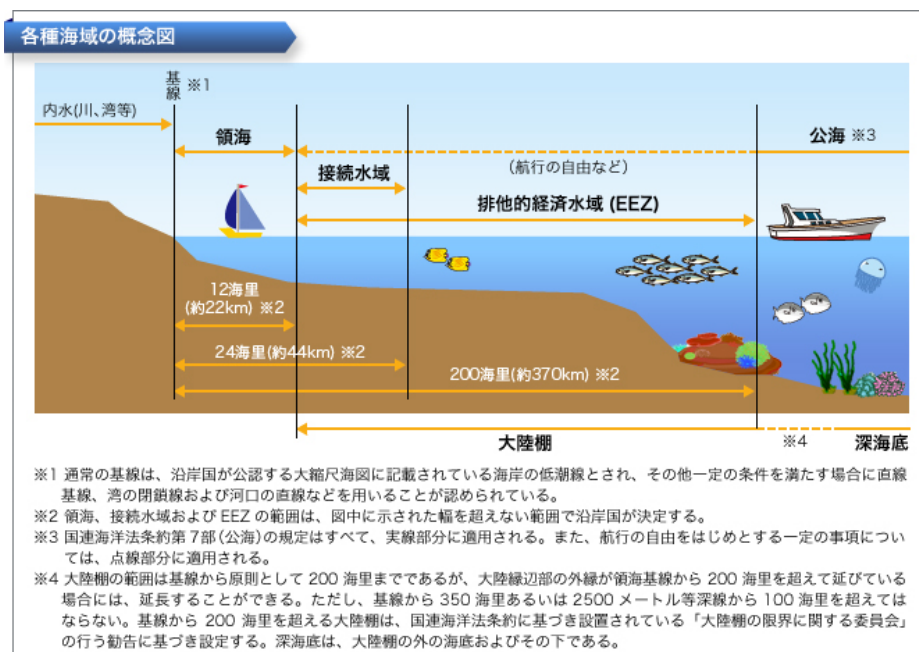 各種海域の概念図
基線 ※1
内水(川、湾等)
領海
公海 ※3
接続水域
(航行の自由など)
排他的経済水域 (EEZ)
12海里
(約22km) ※2
24海里(約44km) ※2
200海里(約370km) ※2
大陸棚
※4
深海底
※1 通常の基線は、沿岸国が公認する大縮尺海図に記載されている海岸の低潮線とされ、その他一定の条件を満たす場合に直線
基線、湾の閉鎖線および河口の直線などを用いることが認められている。
※2 領海、接続水域およびEEZ の範囲は、図中に示された幅を超えない範囲で沿岸国が決定する。
※3 国連海洋法条約第 7部(公海)の規定はすべて、実線部分に適用される。また、航行の自由をはじめとする一定の事項につい
ては、点線部分に適用される。
※4 大陸棚の範囲は基線から原則として 200 海里までであるが、大陸縁辺部の外縁が領海基線から 200 海里を超えて延びている
場合には、延長することができる。ただし、基線から 350 海里あるいは 2500 メートル等深線から 100 海里を超えては
ならない。基線から 200 海里を超える大陸棚は、国連海洋法条約に基づき設置されている「大陸棚の限界に関する委員会」
の行う勧告に基づき設定する。深海底は、大陸棚の外の海底およびその下である。